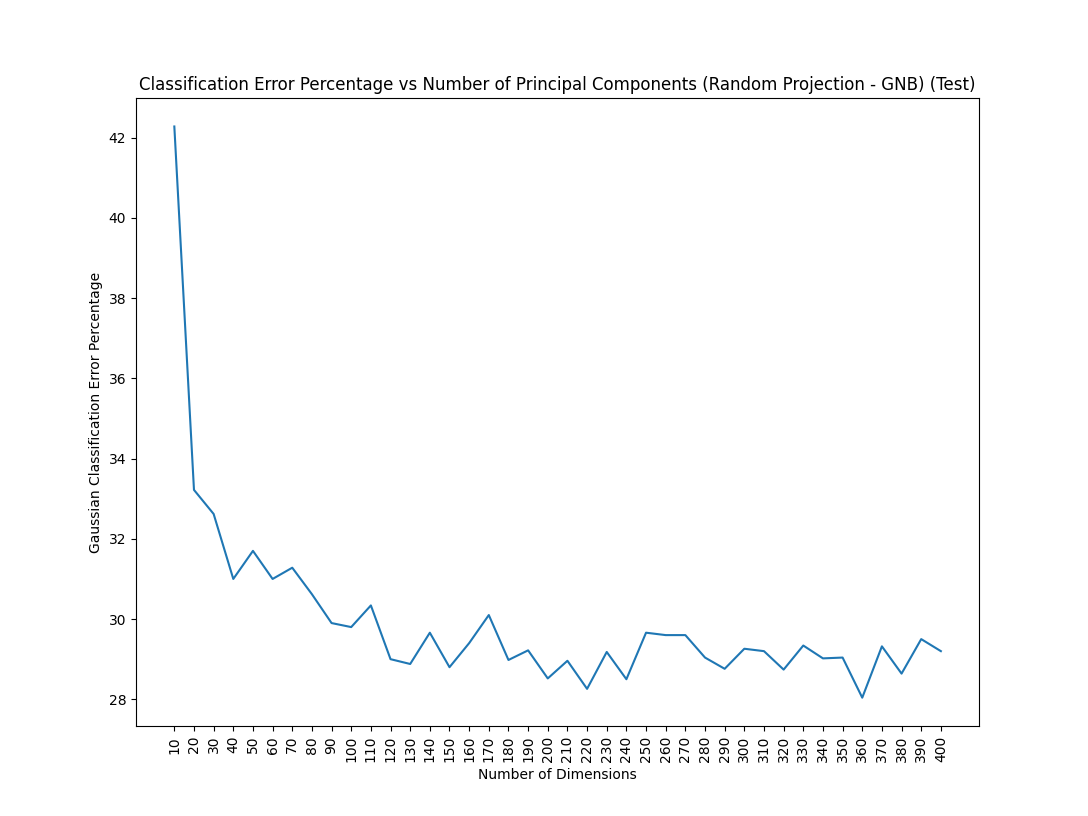 Classification Error Percentage vs Number of Principal Components (Random Projection - GNB) (Test)
Gaussian Classification Error Percentage
42
40
38
36
34
32
30
28
10 20 30 40 50 60 70 80 90 100 110 120 130 140 150 160 170 180 190 200 210 220 230 240 250 260 270 280 290 300 310 320 330 340 350 360 370 380 390 400
Number of Dimensions